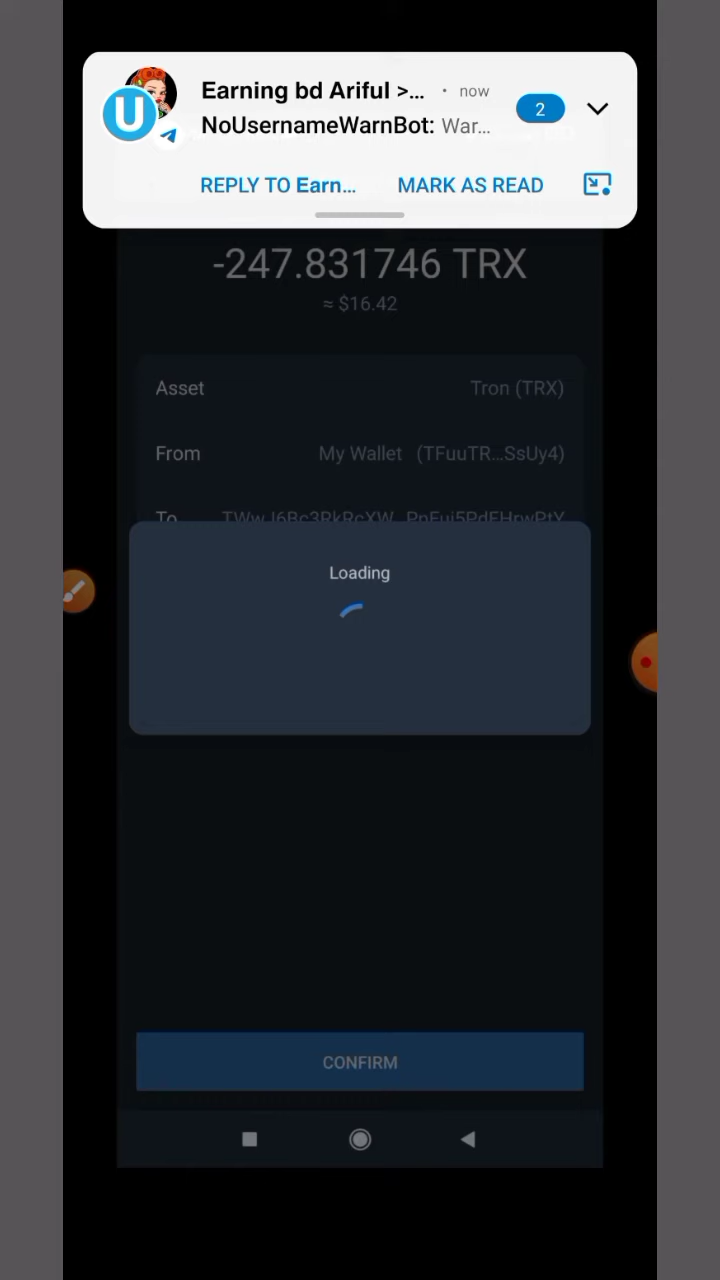 Earning bd Ariful >... • now
2
NoUsernameWarnBot: War...
REPLY TO Earn... MARK AS READ
-247.831746 TRX
≈ $16.42
Asset Tron (TRX)
From My Wallet (TFuuTR...SsUy4)
To
Loading
CONFIRM